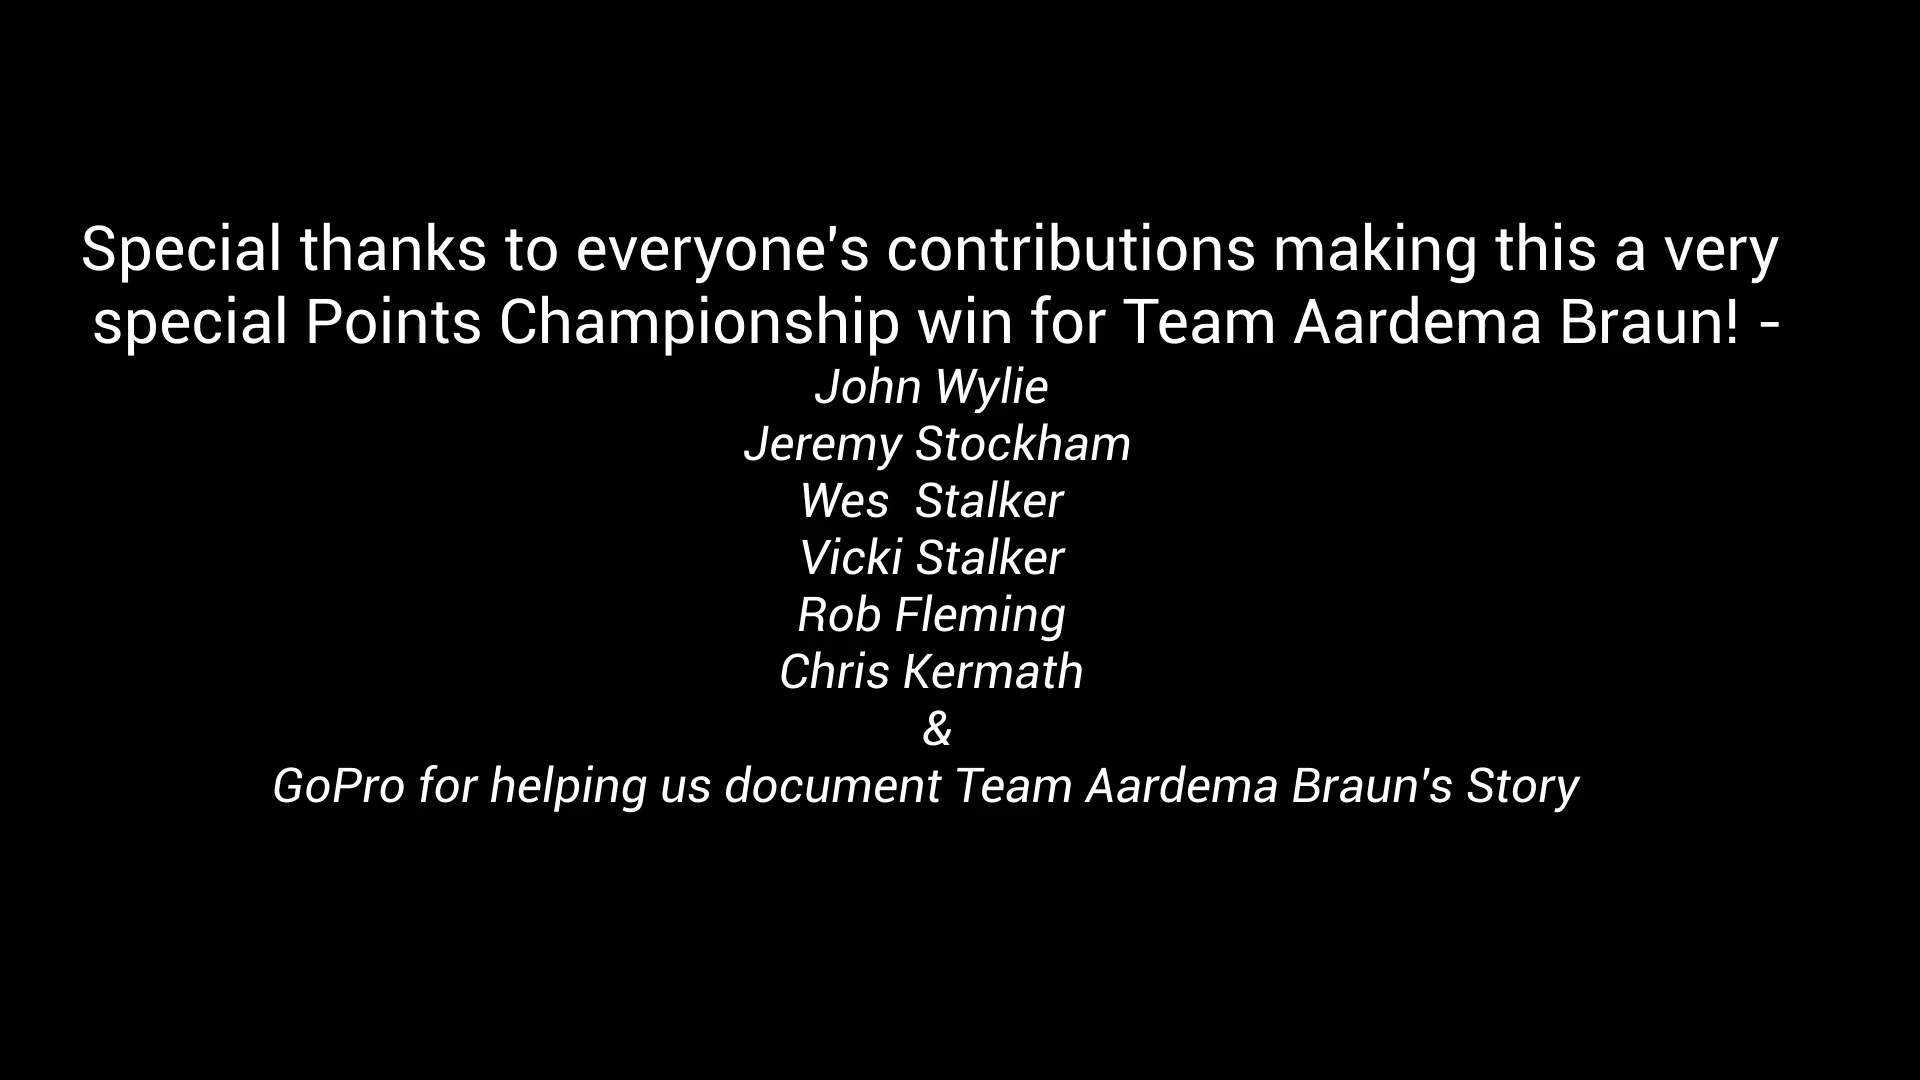 Special thanks to everyone's contributions making this a very
special Points Championship win for Team Aardema Braun! -
John Wylie
Jeremy Stockham
Wes  Stalker
Vicki Stalker
Rob Fleming
Chris Kermath
&
GoPro for helping us document Team Aardema Braun's Story